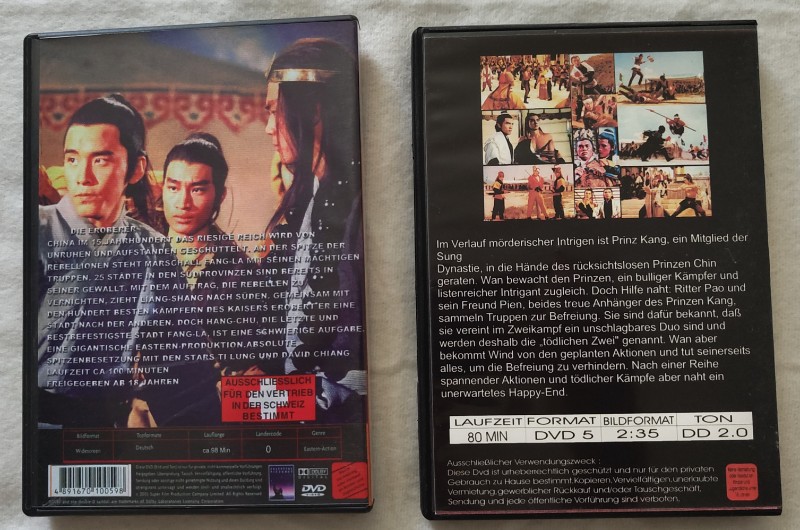 DIE EROBERER
CHINA IM 15.JAHRHUNDERT.DAS RIESIGE REICH WIRD VON
UNRUHEN UND AUFSTÄNDEN GESCHÜTTELT. AN DER SPITZE DER
REBELLIONEN STEHT MARSCHALL FANG-LA MIT SEINEN MÄCHTIGEN
TRUPPEN. 25 STÄDTE IN DEN SÜDPROVINZEN SIND BEREITS IN
SEINER GEWALLT. MIT DEM AUFTRAG, DIE REBELLEN ZU
VERNICHTEN, ZIEHT LIANG-SHANG NACH SÜDEN. GEMEINSAM MIT
DEN HUNDERT BESTEN KÄMPFERN DES KAISERS EROBERT ER EINE
STADT NACH DER ANDEREN. DOCH HANG-CHU, DIE LETZTE UND
BESTBEFESTIGSTE STADT FANG-LA, IST EINE SCHWIERIGE AUFGABE.
EINE GIGANTISCHE EASTERN-PRODUKTION.ABSOLUTE
SPITZENBESETZUNG MIT DEN STARS TI LUNG UND DAVID CHIANG
LAUFZEIT CA.100 MINUTEN
FREIGEGEBEN AB 18 JAHREN
AUSSCHLIESSLICH
FÜR DEN VERTRIEB
IN DER SCHWEIZ
BESTIMMT
Bildformat
Tonformate
Lauflänge
Ländercode
Genre
Widescreen
Deutsch
ca.98 Min
0
Eastern-Action
4 891670 100598
DOLBY
DIGITAL
DVD
Im Verlauf mörderischer Intrigen ist Prinz Kang, ein Mitglied der
Sung
Dynastie, in die Hände des rücksichtslosen Prinzen Chin
geraten. Wan bewacht den Prinzen, ein bulliger Kämpfer und
listenreicher Intrigant zugleich. Doch Hilfe naht: Ritter Pao und
sein Freund Pien, beides treue Anhänger des Prinzen Kang,
sammeln Truppen zur Befreiung. Sie sind dafür bekannt, daß
sie vereint im Zweikampf ein unschlagbares Duo sind und
werden deshalb die „tödlichen Zwei" genannt. Wan aber
bekommt Wind von den geplanten Aktionen und tut seinerseits
alles, um die Befreiung zu verhindern. Nach einer Reihe
spannender Aktionen und tödlicher Kämpfe aber naht ein
unerwartetes Happy-End.
LAUFZEIT FORMAT BILDFORMAT TON
80 MIN DVD 5 2:35 DD 2.0
Ausschließlicher Verwendungszweck :
Diese Dvd ist urheberrechtlich geschützt und nur für den privaten
Gebrauch zu Hause bestimmt.Kopieren,Vervielfältigen,unerlaubte
Vermietung,gewerblicher Rückkauf und/oder Tauschgeschäft,
Sendung und jede öffentliche Vorführung sind verboten.